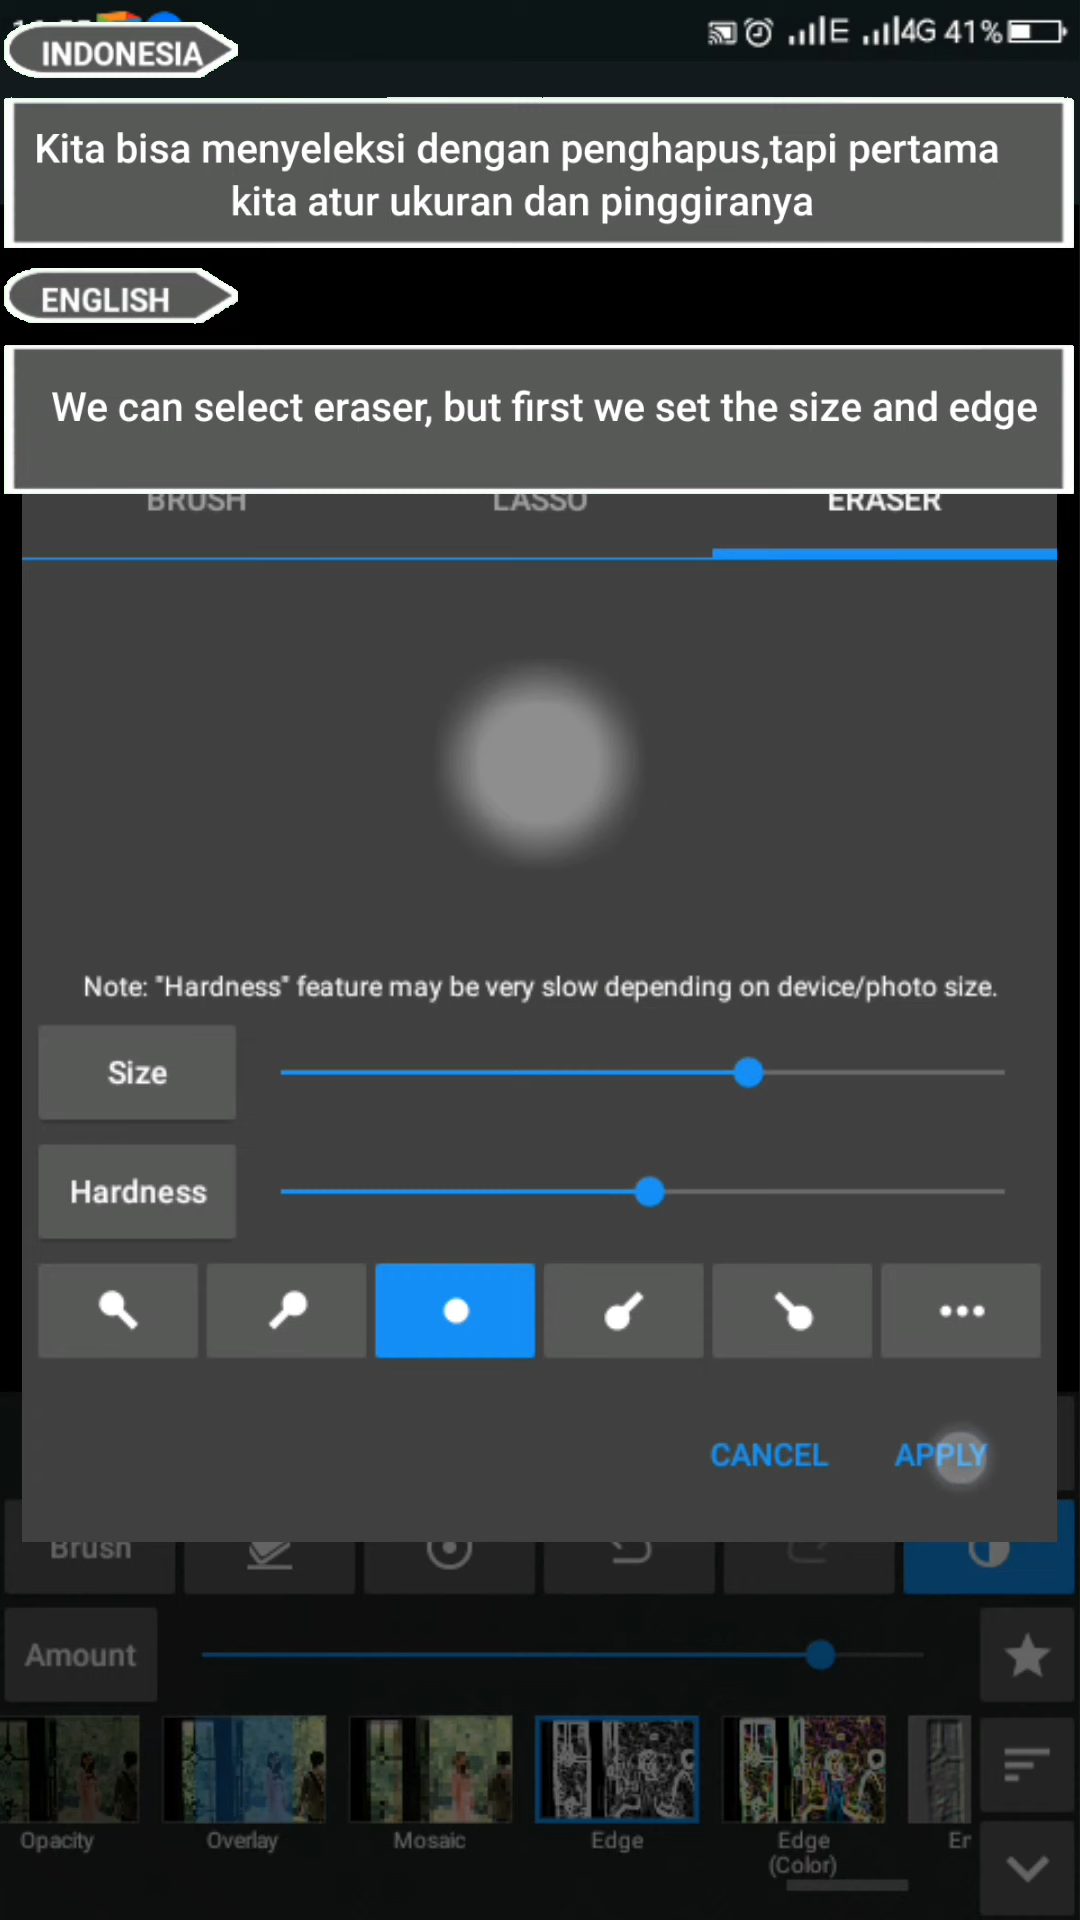 E 4G 41%
INDONESIA
Kita bisa menyeleksi dengan penghapus,tapi pertama
kita atur ukuran dan pinggiranya
ENGLISH
We can select eraser, but first we set the size and edge
BRUSH LASSO ERASER
Note: "Hardness" feature may be very slow depending on device/photo size.
Size
Hardness
CANCEL APPLY
Brush
Amount
Opacity Overlay Mosaic Edge Edge
(Color)